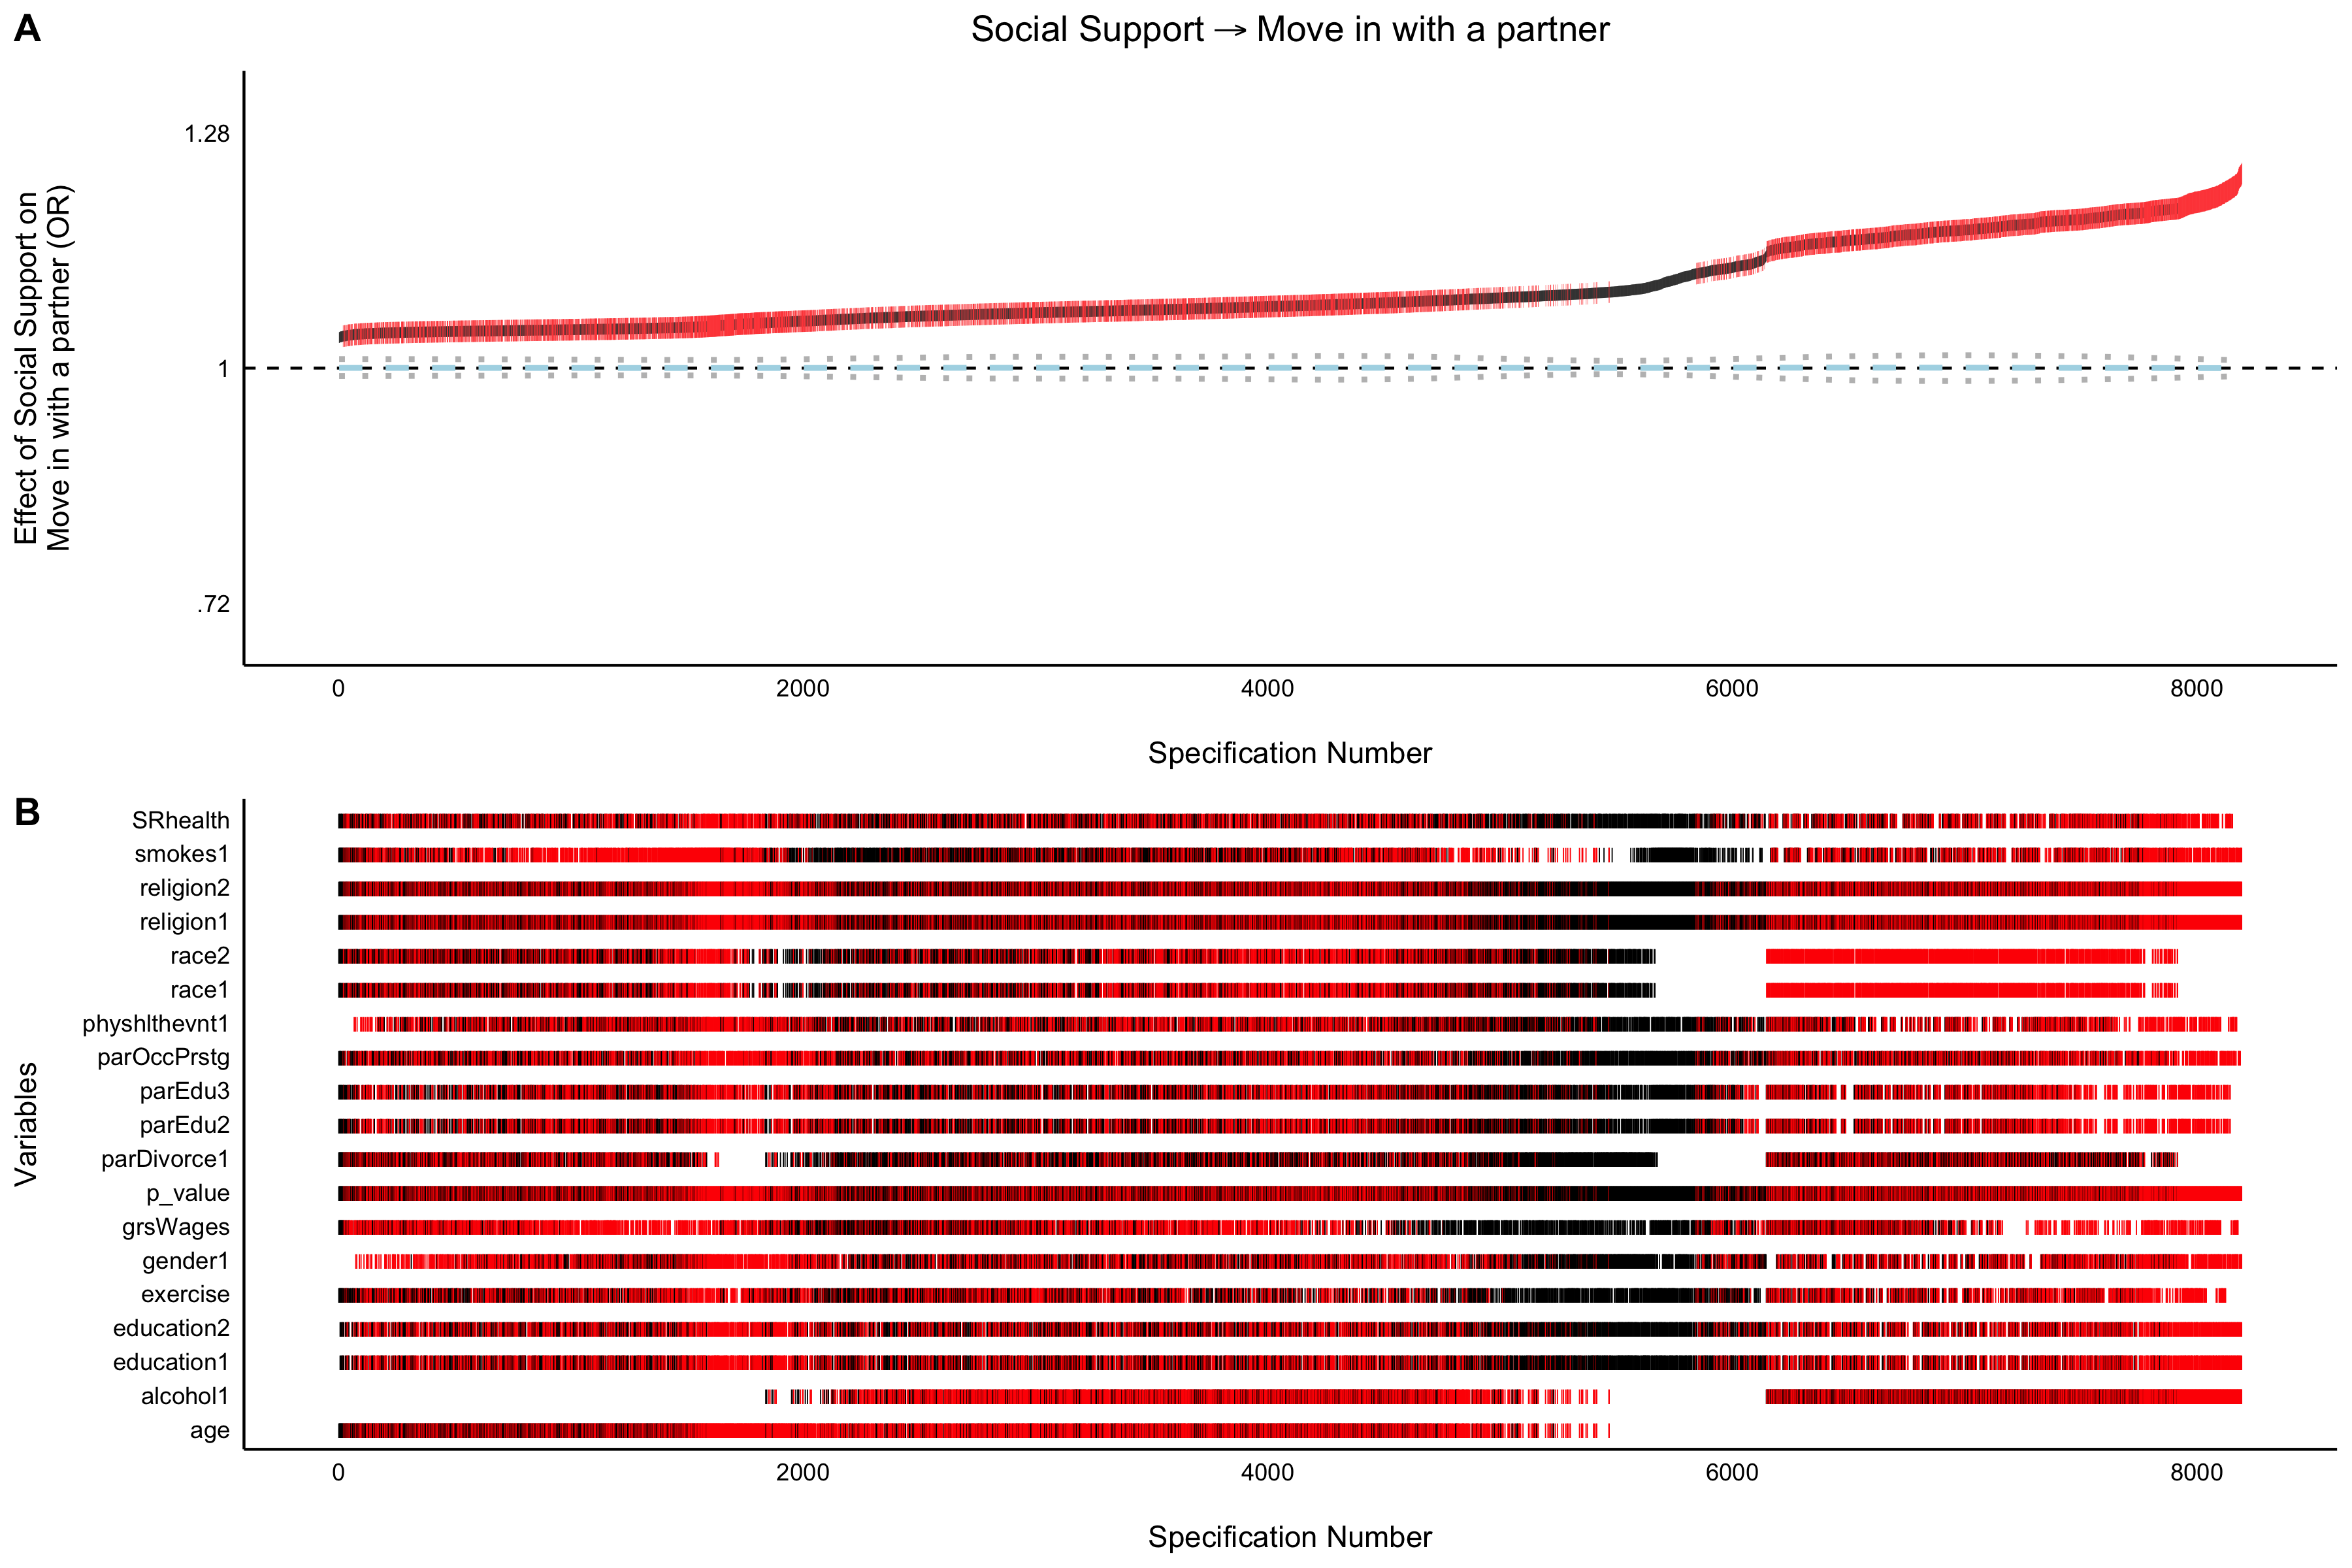 A
Social Support → Move in with a partner
Effect of Social Support on
Move in with a partner (OR)
1.28
1
.72
0 2000 4000 6000 8000
Specification Number
B
Variables
SRhealth
smokes1
religion2
religion1
race2
race1
physhlthevnt1
parOccPrstg
parEdu3
parEdu2
parDivorce1
p_value
grsWages
gender1
exercise
education2
education1
alcohol1
age
0 2000 4000 6000 8000
Specification Number